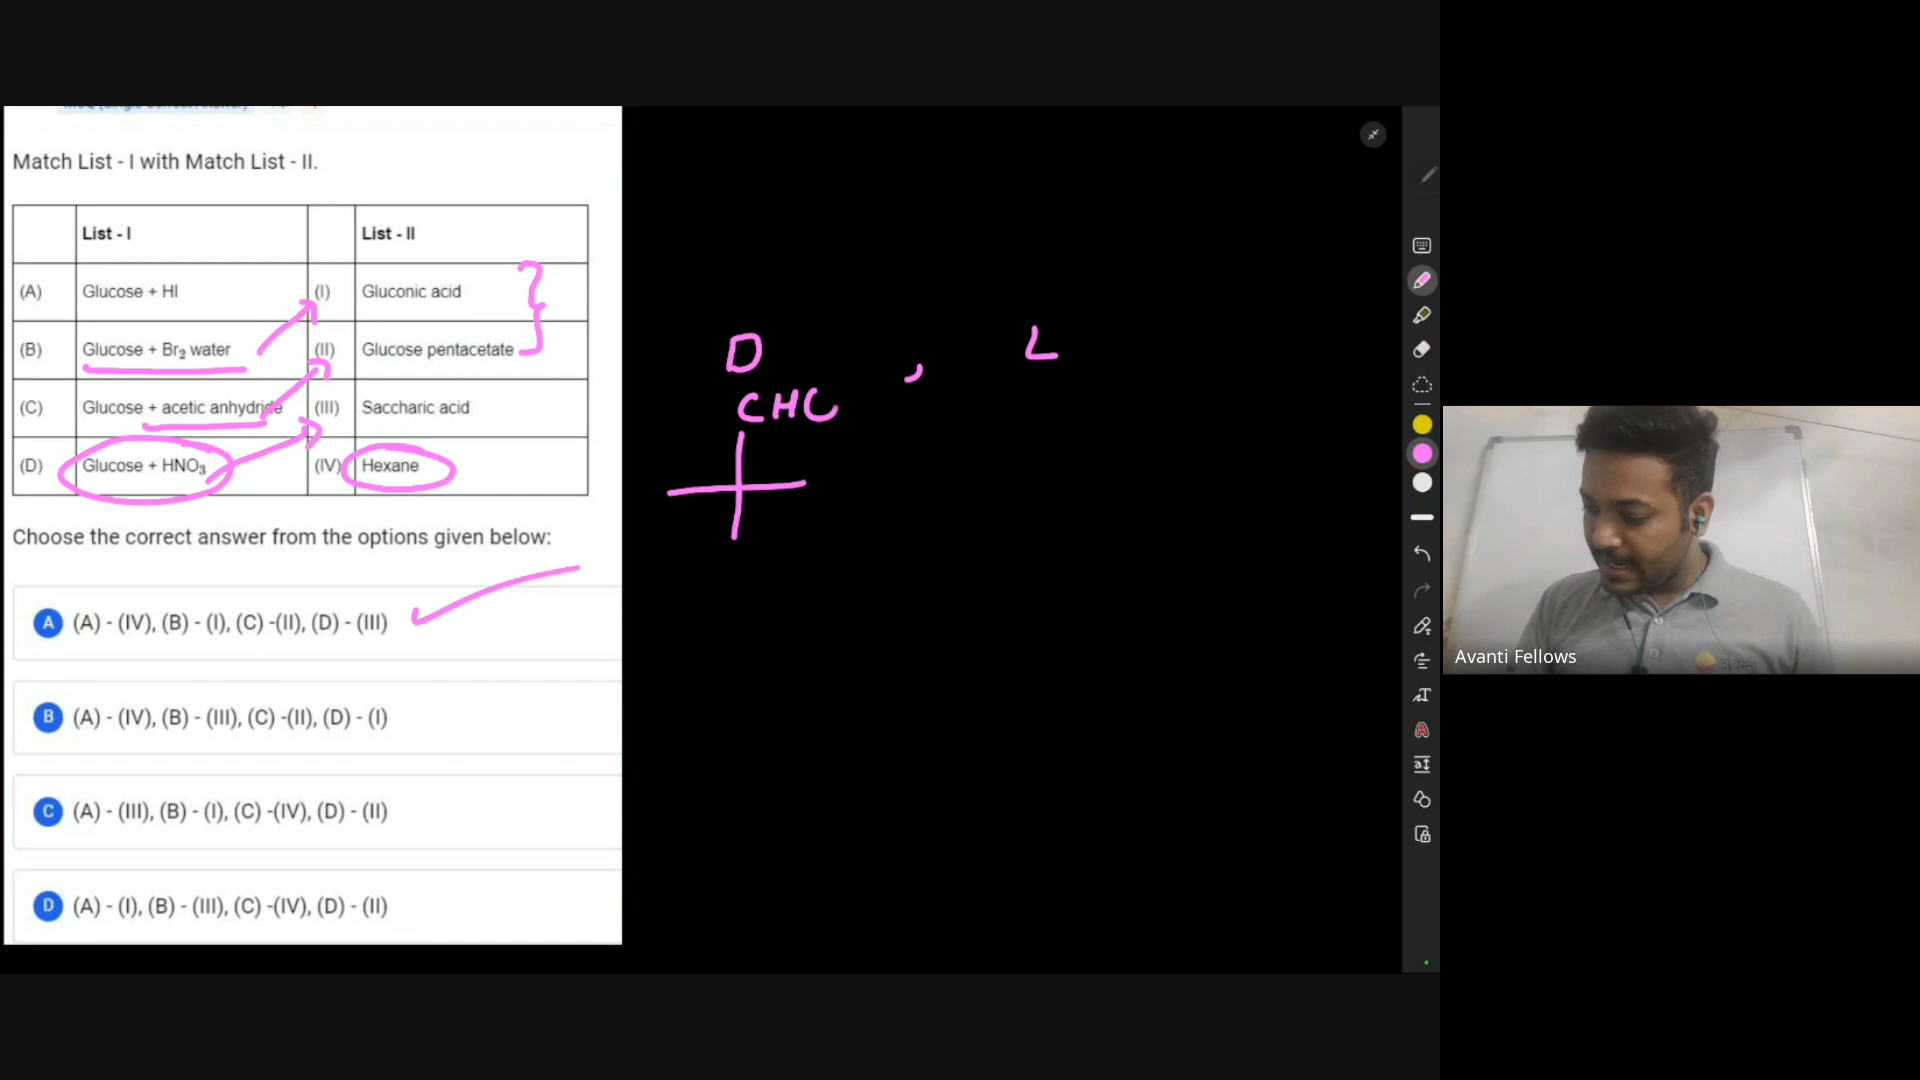 Match List - I with Match List - II.
List - I List - II
(A) Glucose + HI (I) Gluconic acid
(B) Glucose + Br₂ water (II) Glucose pentacetate
(C) Glucose + acetic anhydride (III) Saccharic acid
(D) Glucose + HNO₃ (IV) Hexane
Choose the correct answer from the options given below:
A (A) - (IV), (B) - (I), (C) -(II), (D) - (III)
B (A) - (IV), (B) - (III), (C) -(II), (D) - (I)
C (A) - (III), (B) - (I), (C) -(IV), (D) - (II)
D (A) - (I), (B) - (III), (C) -(IV), (D) - (II)
D , L
CHO
Avanti Fellows